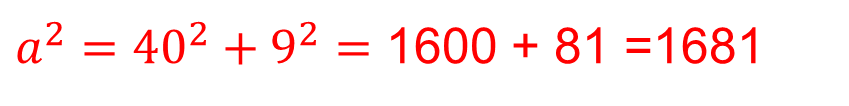 a² = 40² + 9² = 1600 + 81 =1681